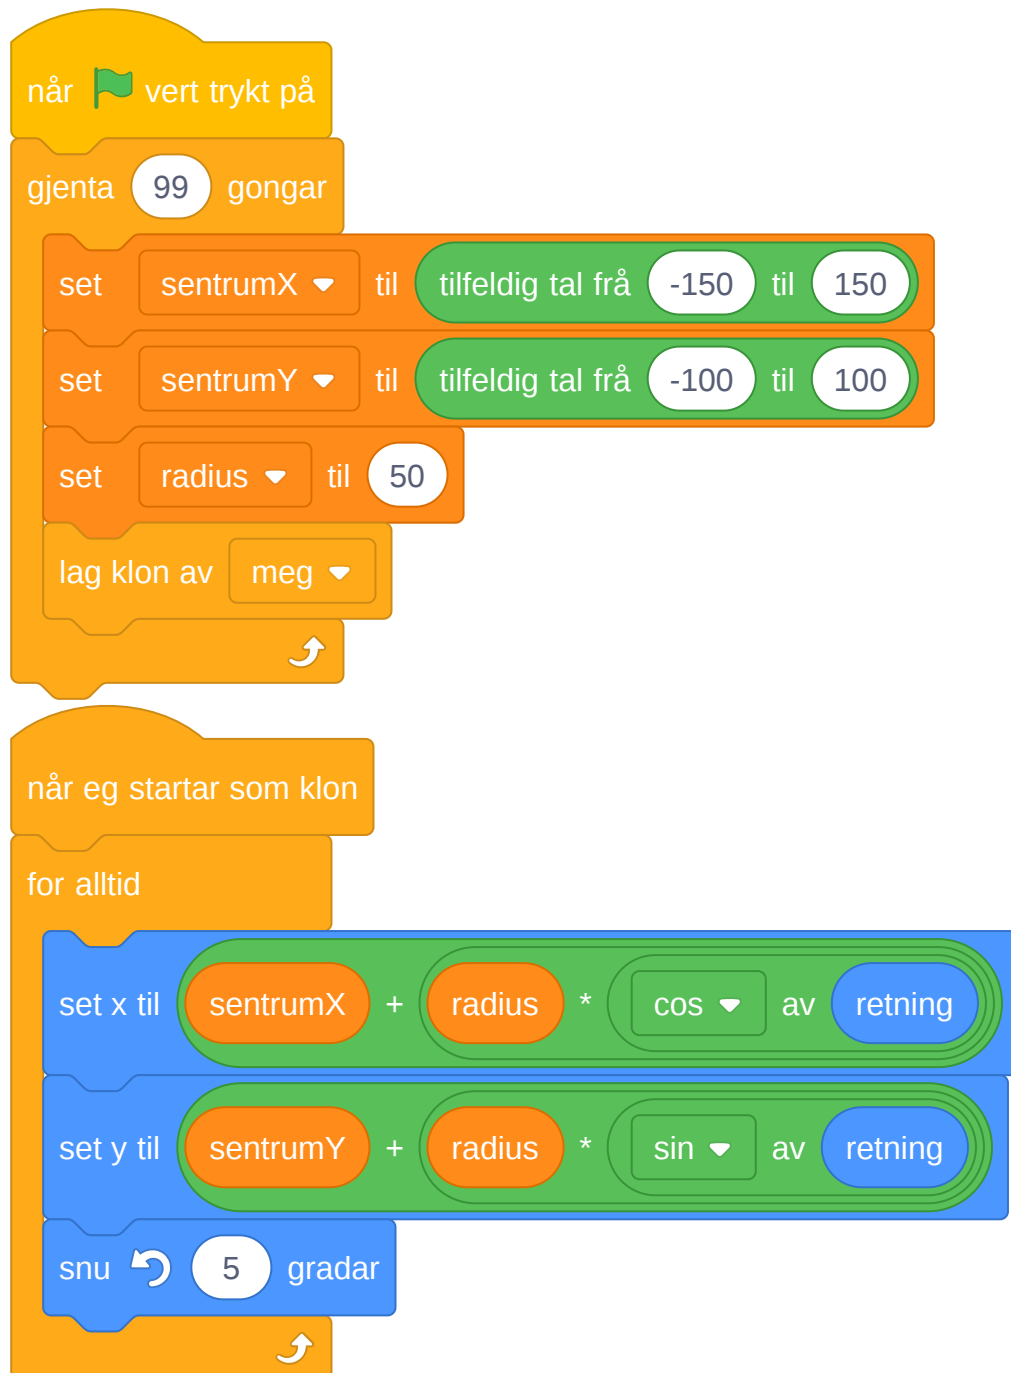 når vert trykt på
gjenta 99 gongar
set sentrumX til tilfeldig tal frå -150 til 150
set sentrumY til tilfeldig tal frå -100 til 100
set radius til 50
lag klon av meg
når eg startar som klon
for alltid
set x til sentrumX + radius * cos av retning
set y til sentrumY + radius * sin av retning
snu 5 gradar